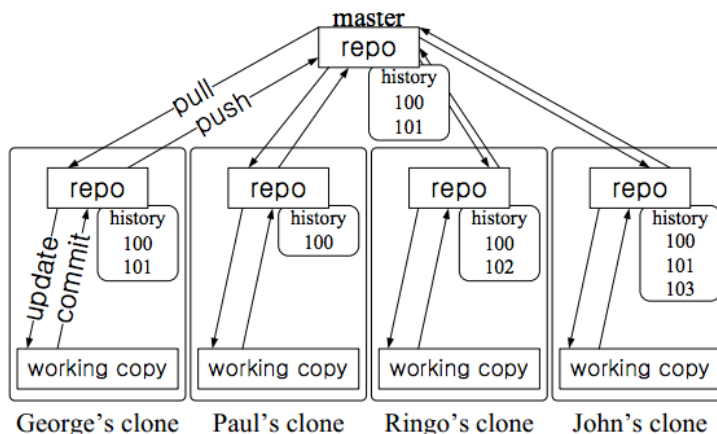 master
repo
history
100
101
pull
push
repo
history
100
101
update
commit
working copy
George's clone
repo
history
100
working copy
Paul's clone
repo
history
100
102
working copy
Ringo's clone
repo
history
100
101
103
working copy
John's clone